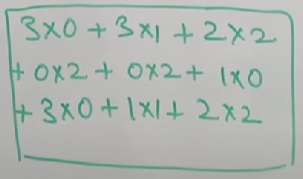 3×0 + 3×1 + 2×2
+ 0×2 + 0×2 + 1×0
+ 3×0 + 1×1 + 2×2